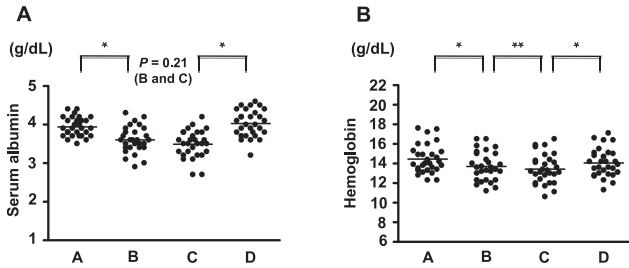 A
(g/dL)
*
P = 0.21
(B and C)
*
Serum albumin
5
4
3
2
1
A B C D
B
(g/dL)
*
**
*
Hemoglobin
22
20
18
16
14
12
10
8
6
A B C D